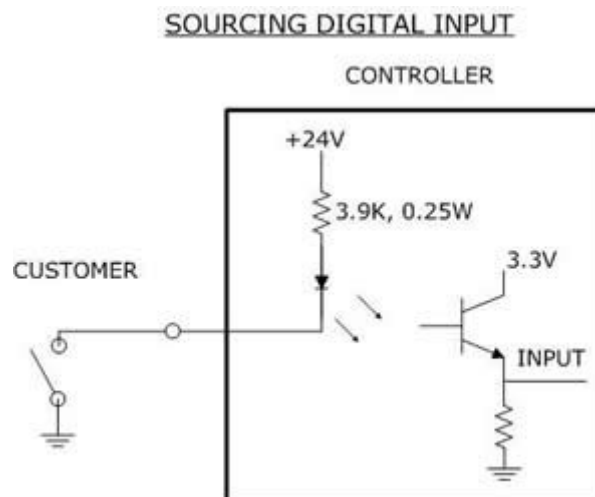 SOURCING DIGITAL INPUT
CONTROLLER
+24V
3.9K, 0.25W
CUSTOMER
3.3V
INPUT